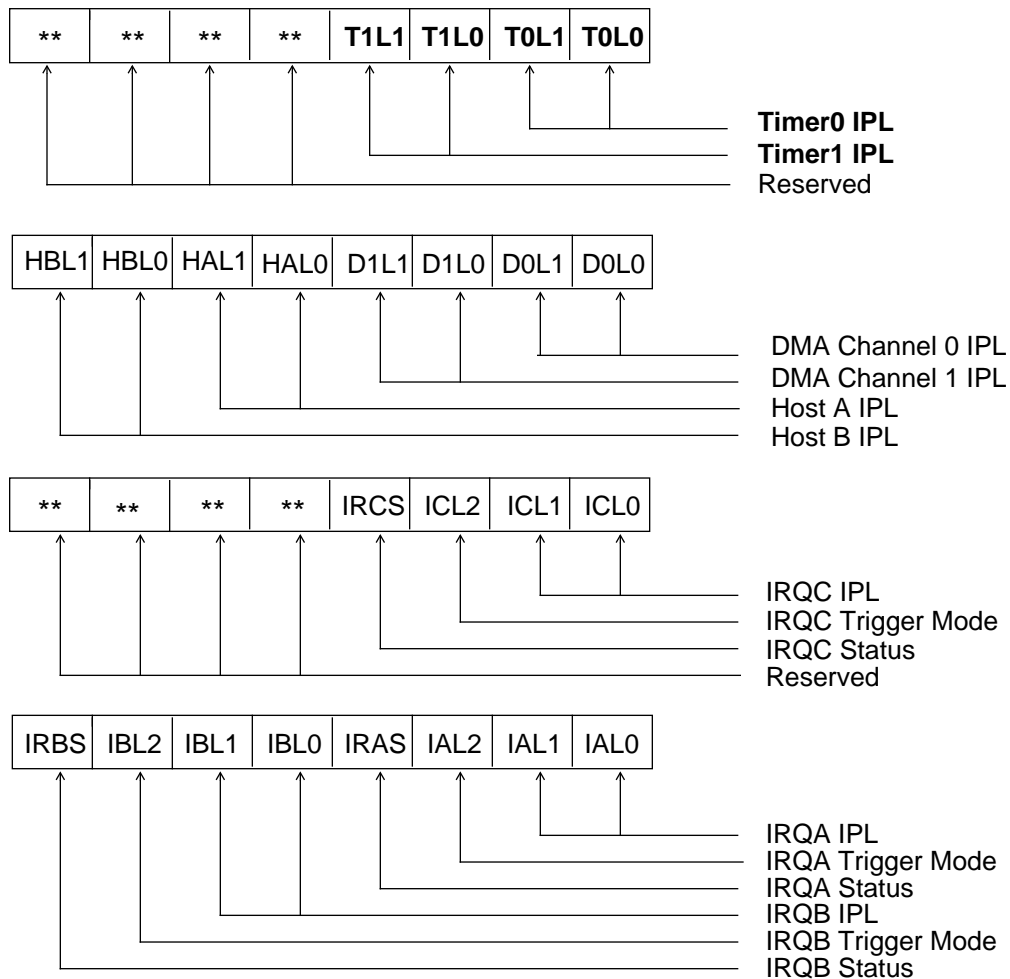 ** ** ** ** T1L1 T1L0 T0L1 T0L0
Timer0 IPL
Timer1 IPL
Reserved
HBL1 HBL0 HAL1 HAL0 D1L1 D1L0 D0L1 D0L0
DMA Channel 0 IPL
DMA Channel 1 IPL
Host A IPL
Host B IPL
** ** ** ** IRCS ICL2 ICL1 ICL0
IRQC IPL
IRQC Trigger Mode
IRQC Status
Reserved
IRBS IBL2 IBL1 IBL0 IRAS IAL2 IAL1 IAL0
IRQA IPL
IRQA Trigger Mode
IRQA Status
IRQB IPL
IRQB Trigger Mode
IRQB Status